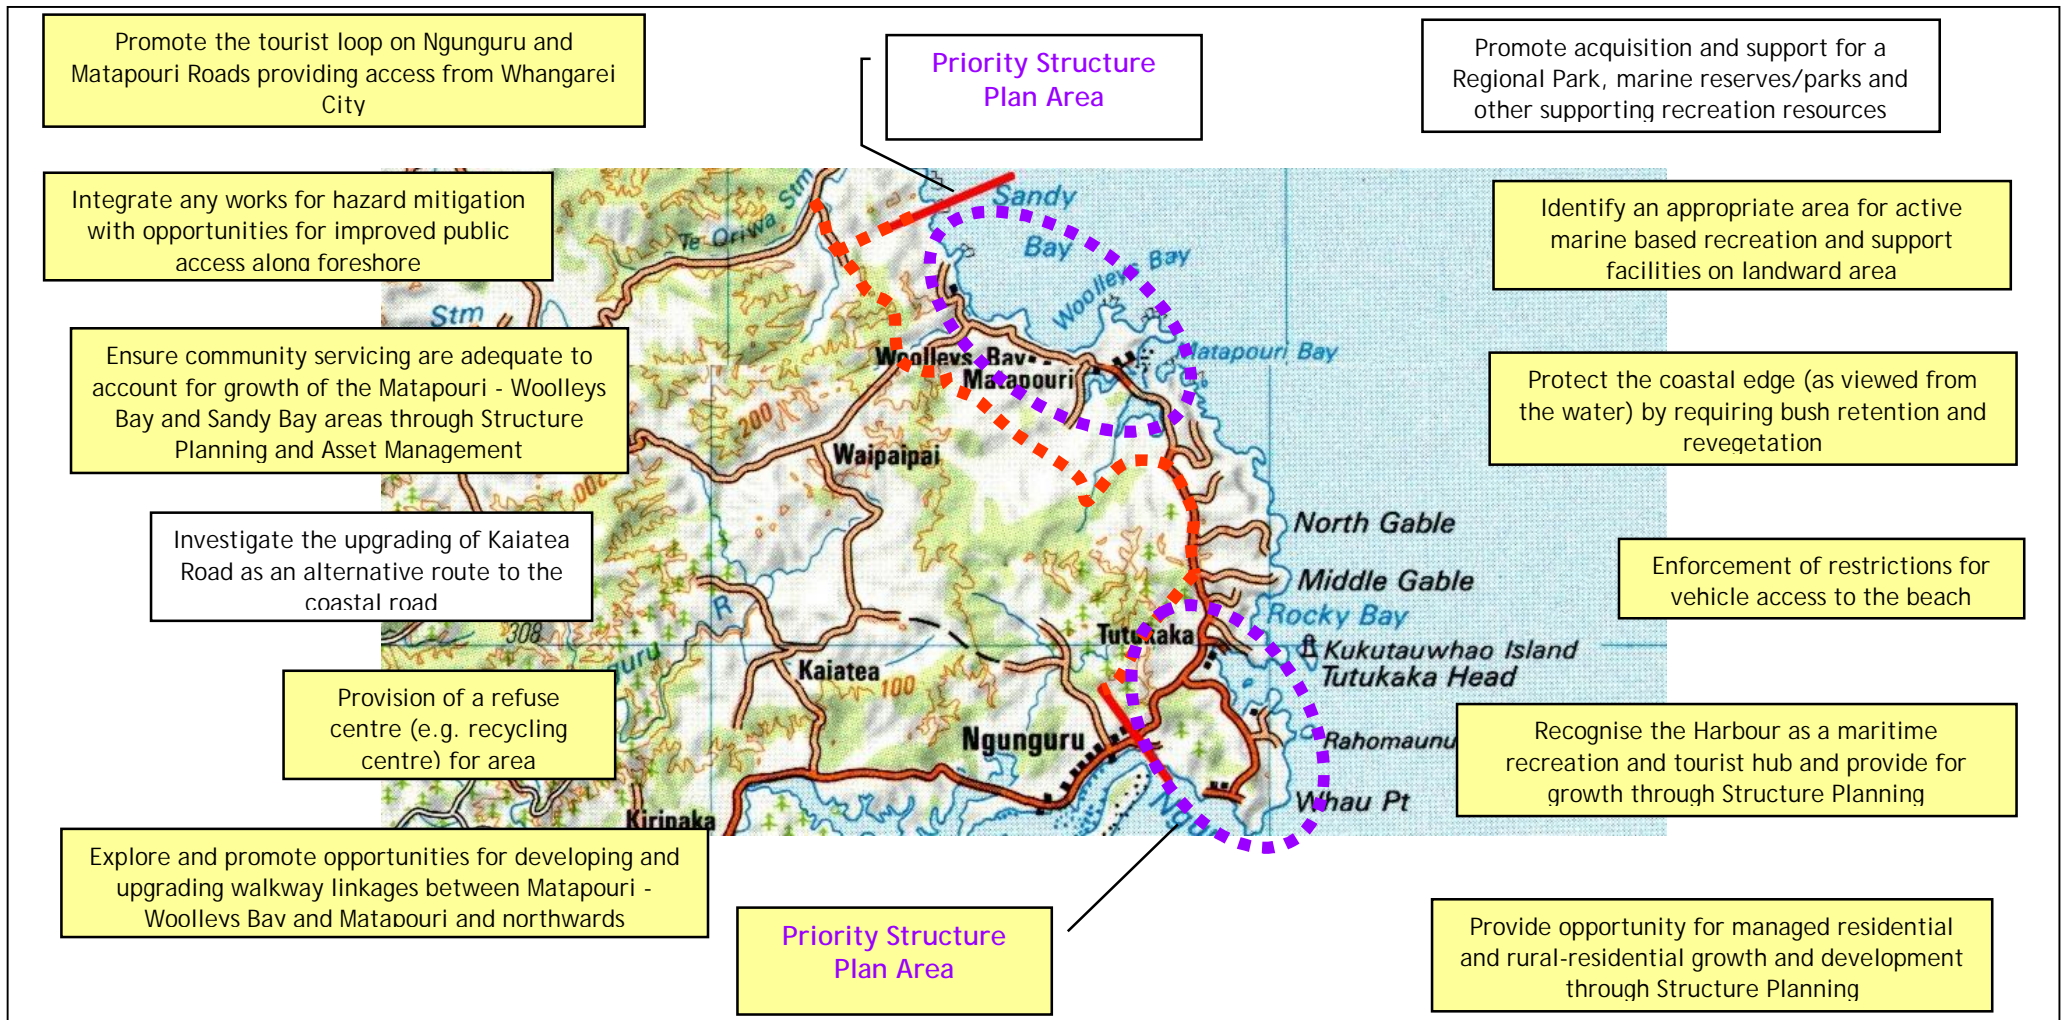 Promote the tourist loop on Ngunguru and
Matapouri Roads providing access from Whangarei
City
Priority Structure
Plan Area
Promote acquisition and support for a
Regional Park, marine reserves/parks and
other supporting recreation resources
Integrate any works for hazard mitigation
with opportunities for improved public
access along foreshore
Identify an appropriate area for active
marine based recreation and support
facilities on landward area
Ensure community servicing are adequate to
account for growth of the Matapouri - Woolleys
Bay and Sandy Bay areas through Structure
Planning and Asset Management
Protect the coastal edge (as viewed from
the water) by requiring bush retention and
revegetation
Investigate the upgrading of Kaiatea
Road as an alternative route to the
coastal road
Enforcement of restrictions for
vehicle access to the beach
Provision of a refuse
centre (e.g. recycling
centre) for area
Recognise the Harbour as a maritime
recreation and tourist hub and provide for
growth through Structure Planning
Explore and promote opportunities for developing and
upgrading walkway linkages between Matapouri -
Woolleys Bay and Matapouri and northwards
Priority Structure
Plan Area
Provide opportunity for managed residential
and rural-residential growth and development
through Structure Planning
Te Oriwa Stm
Sandy
Bay
Woolleys Bay
Stm
Woolleys Bay
Matapouri Bay
Matapouri
200
Waipaipai
200
North Gable
Middle Gable
Rocky Bay
R
308
Tutukaka
Kukutauwhao Island
Tutukaka Head
guru
Kaiatea
100
Ngunguru
Rahomaunu
Whau Pt
Kiripaka